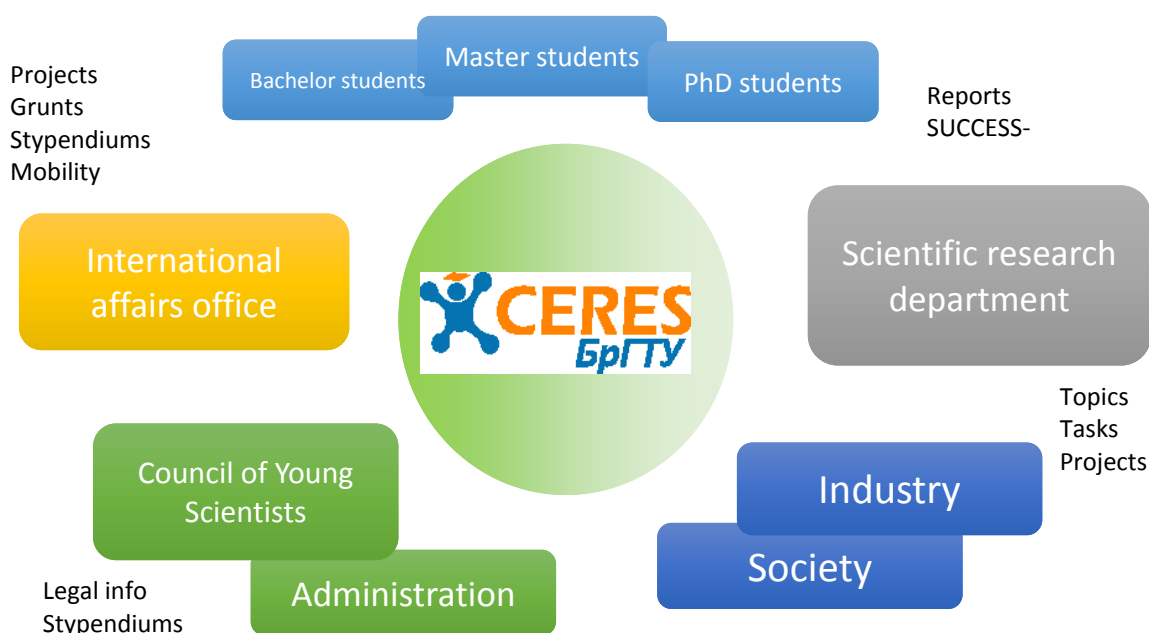 Master students
Bachelor students
PhD students
Projects
Grunts
Stypendiums
Mobility
Reports
SUCCESS-
International
affairs office
Scientific research
department
CERES
БрГТУ
Topics
Tasks
Projects
Council of Young
Scientists
Industry
Society
Administration
Legal info
Stypendiums